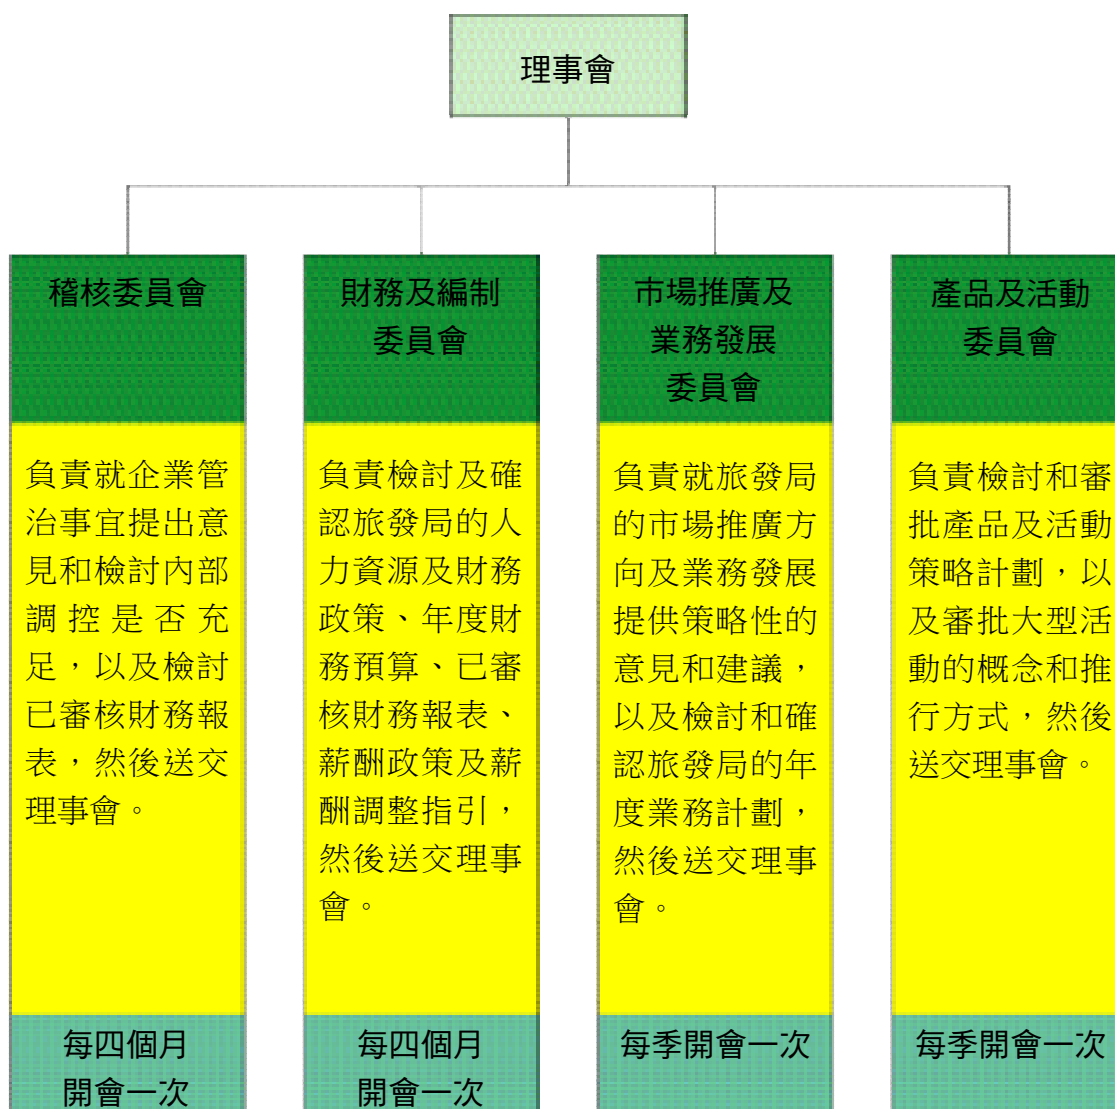 理事會
稽核委員會
負責就企業管
治事宜提出意
見和檢討內部
調控是否充
足，以及檢討
已審核財務報
表，然後送交
理事會。
每四個月
開會一次
財務及編制
委員會
負責檢討及確
認旅發局的人
力資源及財務
政策、年度財
務預算、已審
核財務報表、
薪酬政策及薪
酬調整指引，
然後送交理事
會。
每四個月
開會一次
市場推廣及
業務發展
委員會
負責就旅發局
的市場推廣方
向及業務發展
提供策略性的
意見和建議，
以及檢討和確
認旅發局的年
度業務計劃，
然後送交理事
會。
每季開會一次
產品及活動
委員會
負責檢討和審
批產品及活動
策略計劃，以
及審批大型活
動的概念和推
行方式，然後
送交理事會。
每季開會一次